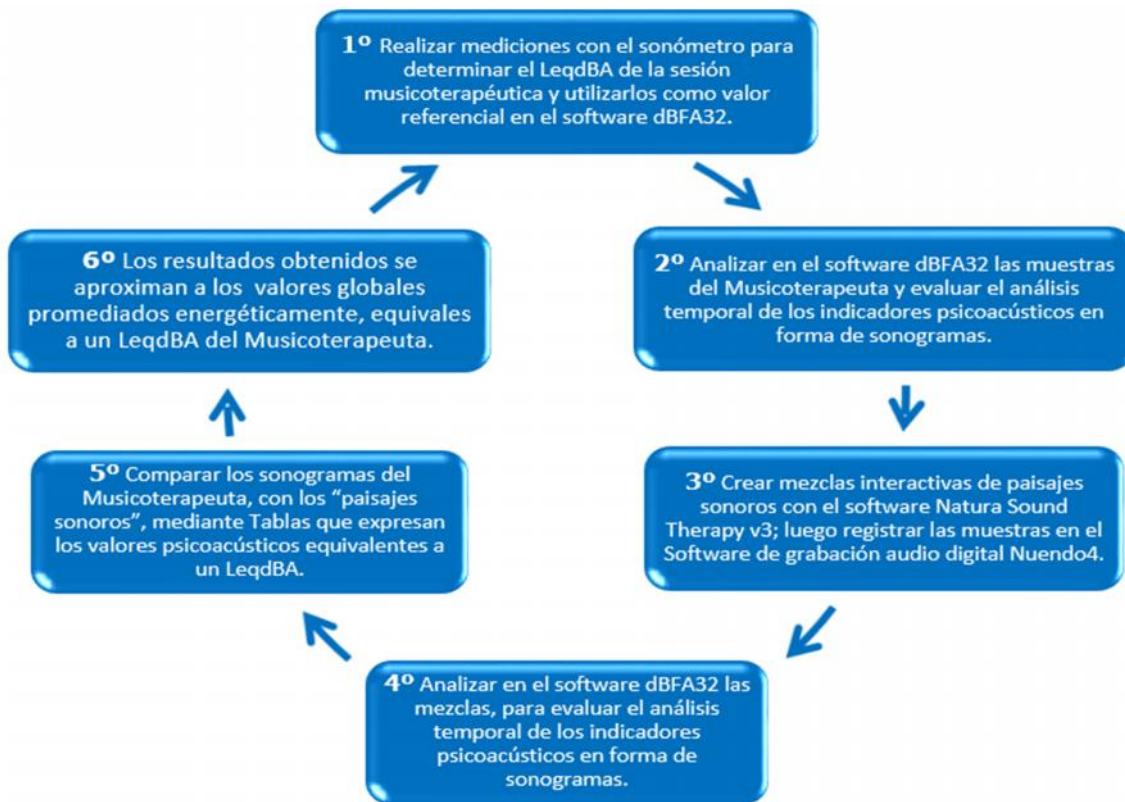 1º Realizar mediciones con el sonómetro para
determinar el LeqdBA de la sesión
musicoterapéutica y utilizarlos como valor
referencial en el software dBFA32.
2º Analizar en el software dBFA32 las muestras
del Musicoterapeuta y evaluar el análisis
temporal de los indicadores psicoacústicos en
forma de sonogramas.
3º Crear mezclas interactivas de paisajes
sonoros con el software Natura Sound
Therapy v3; luego registrar las muestras en el
Software de grabación audio digital Nuendo4.
4º Analizar en el software dBFA32 las
mezclas, para evaluar el análisis
temporal de los indicadores
psicoacústicos en forma de
sonogramas.
5º Comparar los sonogramas del
Musicoterapeuta, con los “paisajes
sonoros”, mediante Tablas que expresan
los valores psicoacústicos equivalentes a
un LeqdBA.
6º Los resultados obtenidos se
aproximan a los valores globales
promediados energéticamente, equivales
a un LeqdBA del Musicoterapeuta.